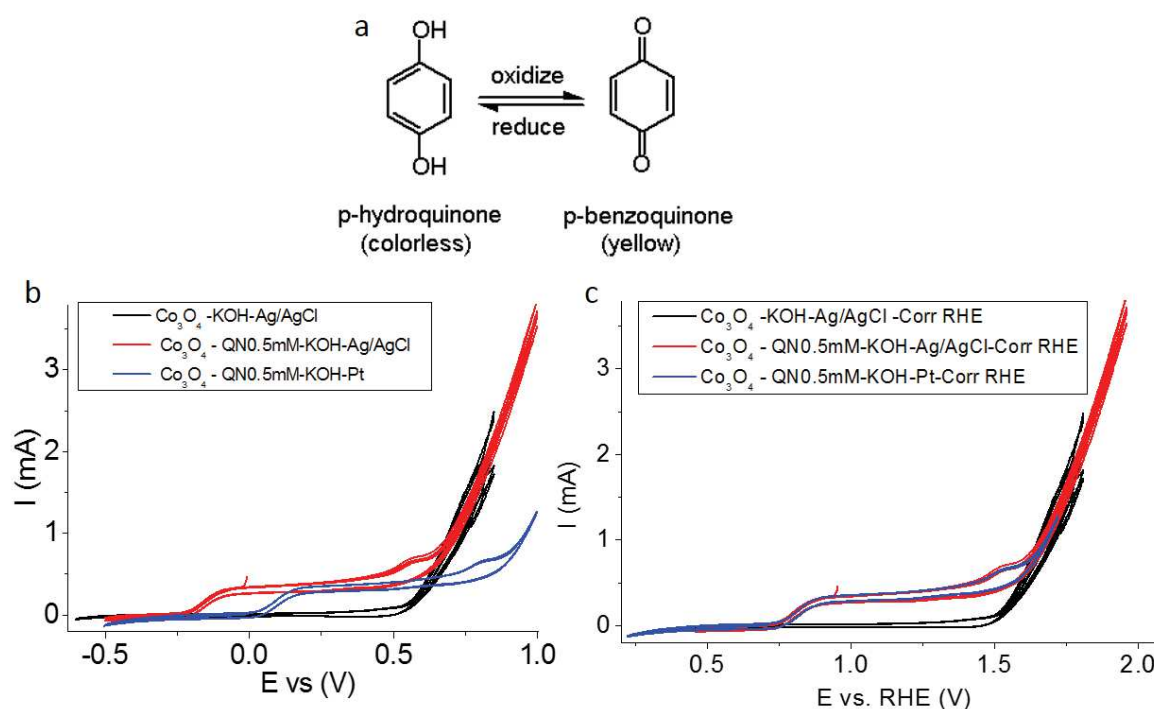 a
OH
OH
oxidize
reduce
O
O
p-hydroquinone
(colorless)
p-benzoquinone
(yellow)
b
Co3O4 -KOH-Ag/AgCl
Co3O4 - QN0.5mM-KOH-Ag/AgCl
Co3O4 - QN0.5mM-KOH-Pt
I (mA)
3
2
1
0
-0.5
0.0
0.5
1.0
E vs (V)
c
Co3O4 -KOH-Ag/AgCl -Corr RHE
Co3O4 - QN0.5mM-KOH-Ag/AgCl-Corr RHE
Co3O4 - QN0.5mM-KOH-Pt-Corr RHE
I (mA)
3
2
1
0
0.5
1.0
1.5
2.0
E vs. RHE (V)